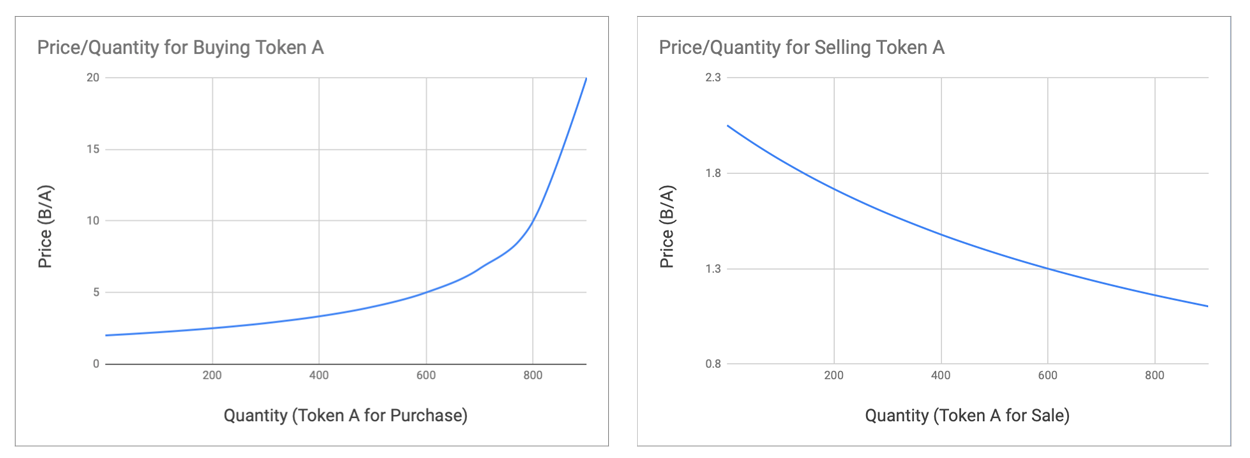 Price/Quantity for Buying Token A
20
15
10
5
0
Price (B/A)
200 400 600 800
Quantity (Token A for Purchase)
Price/Quantity for Selling Token A
2.3
1.8
1.3
0.8
Price (B/A)
200 400 600 800
Quantity (Token A for Sale)